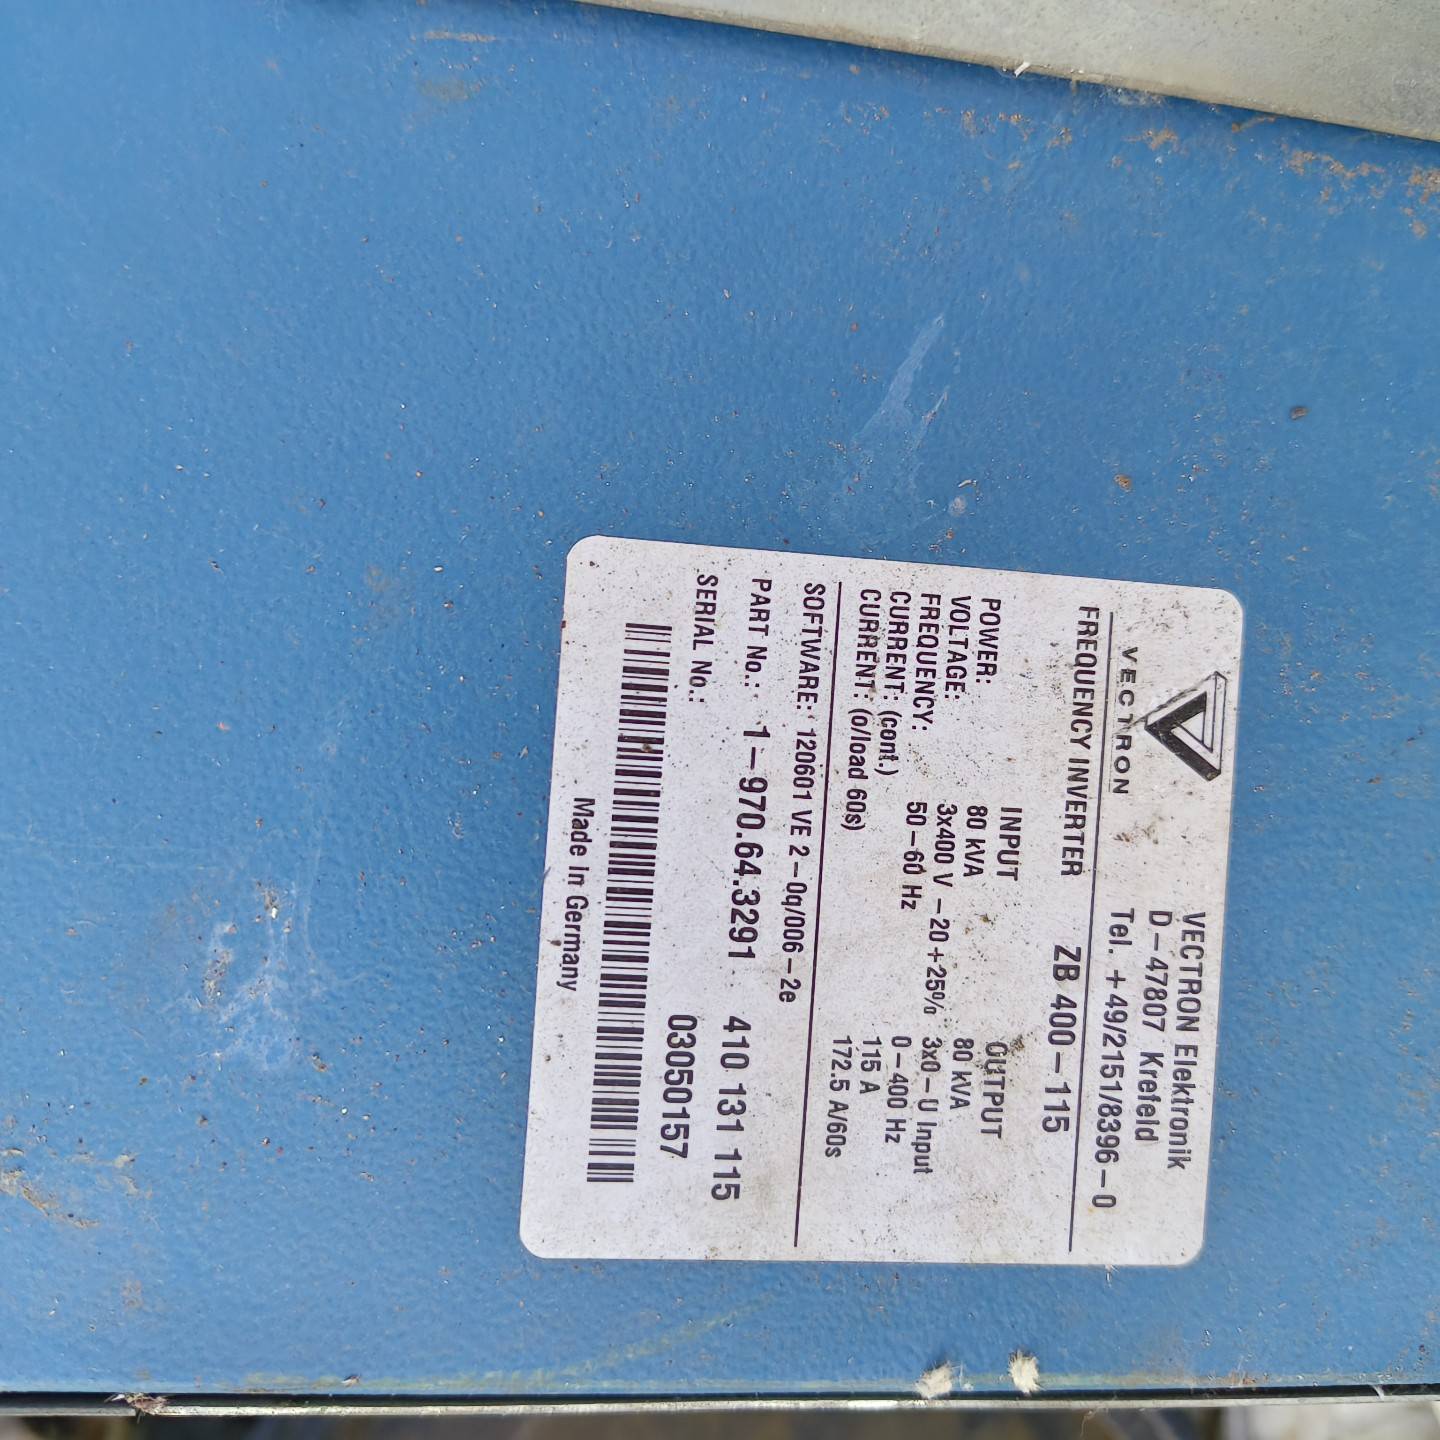 VECTRON
VECTRON Elektronik
D-47807 Krefeld
Tel. +49/2151/8396-0
FREQUENCY INVERTER ZB 400-115
INPUT OUTPUT
POWER: 80 kVA 80 kVA
VOLTAGE: 3x400 V -20+25% 3x0-U Input
FREQUENCY: 50-60 Hz 0-400 Hz
CURRENT: (cont.) 115 A
CURRENT: (o/load 60s) 172.5 A/60s
SOFTWARE: 120601 VE 2-0q/006-2e
PART No.: 1-970.64.3291 410 131 115
SERIAL No.: 03050157
Made in Germany